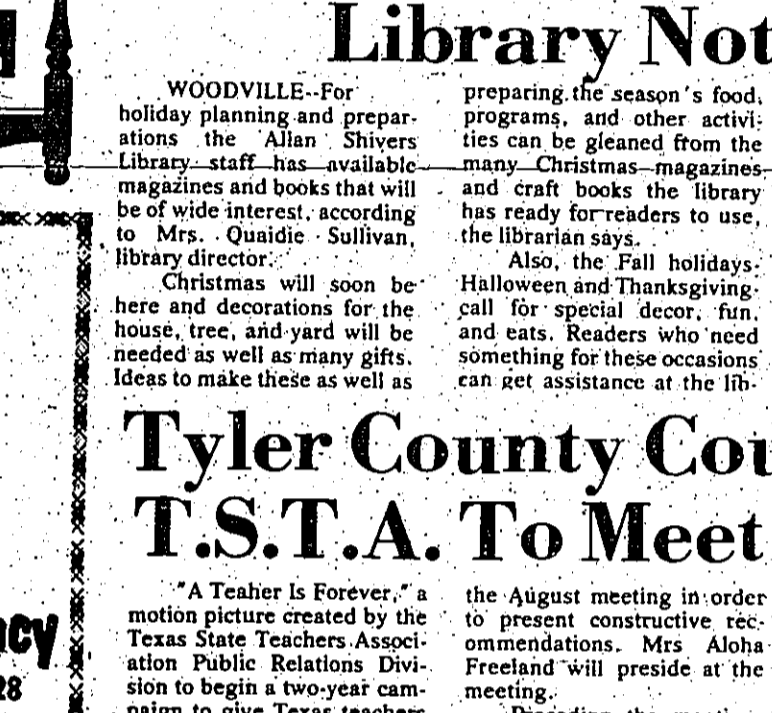 Library Not
WOODVILLE--For
holiday planning and prepar-
ations the Allan Shivers
Library staff has available
magazines and books that will
be of wide interest, according
to Mrs. Quaidie Sullivan,
library director.
Christmas will soon be
here and decorations for the
house, tree, and yard will be
needed as well as many gifts.
Ideas to make these as well as
preparing the season's food,
programs, and other activi-
ties can be gleaned from the
many Christmas magazines
and craft books the library
has ready for readers to use,
the librarian says.
Also, the Fall holidays
Halloween and Thanksgiving
call for special decor, fun,
and eats. Readers who need
something for these occasions
can get assistance at the lib-
Tyler County Cou
T.S.T.A. To Meet
"A Teaher Is Forever," a
motion picture created by the
Texas State Teachers Associ-
ation Public Relations Divi-
sion to begin a two-year cam-
paign to give Texas teachers
the August meeting in order
to present constructive rec-
ommendations. Mrs Aloha
Freeland will preside at the
meeting.
ncy
28